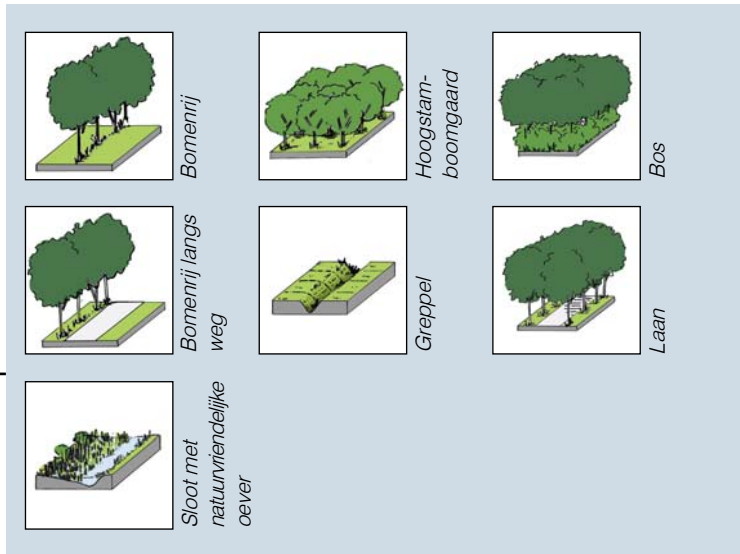 Sloot met
natuurvriendelijke
oever
Bomenrij langs
weg
Bomenrij
Greppel
Hoogstam-
boomgaard
Laan
Bos